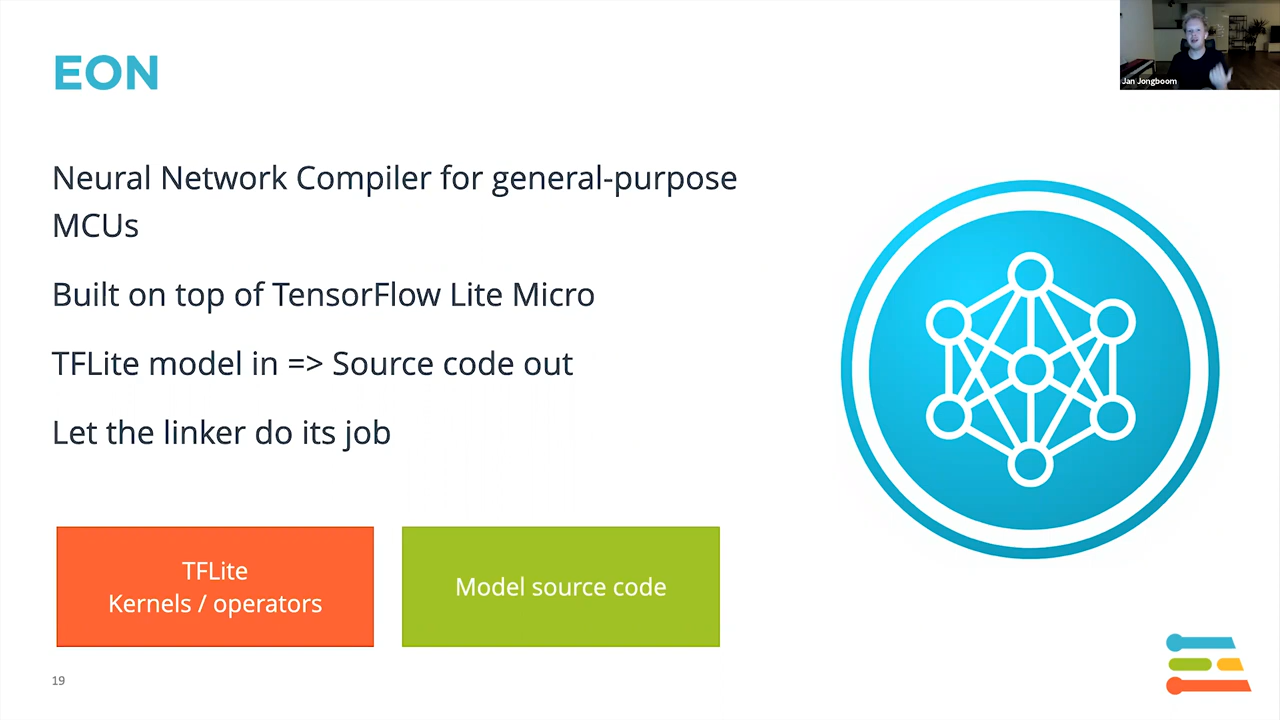 EON
Jan Jongboom
Neural Network Compiler for general-purpose
MCUs
Built on top of TensorFlow Lite Micro
TFLite model in => Source code out
Let the linker do its job
TFLite
Kernels / operators
Model source code
19